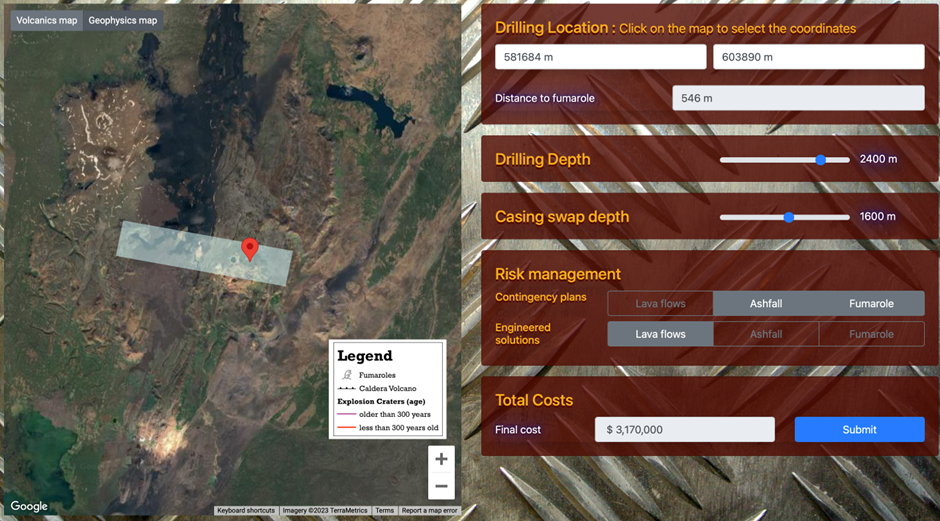 Volcanics map Geophysics map
Legend
Fumaroles
Caldera Volcano
Explosion Craters (age)
older than 300 years
less than 300 years old
+
−
Google
Keyboard shortcuts Imagery ©2023 TerraMetrics Terms Report a map error
Drilling Location : Click on the map to select the coordinates
581684 m 603890 m
Distance to fumarole 546 m
Drilling Depth 2400 m
Casing swap depth 1600 m
Risk management
Contingency plans Lava flows Ashfall Fumarole
Engineered
solutions Lava flows Ashfall Fumarole
Total Costs
Final cost $ 3,170,000 Submit